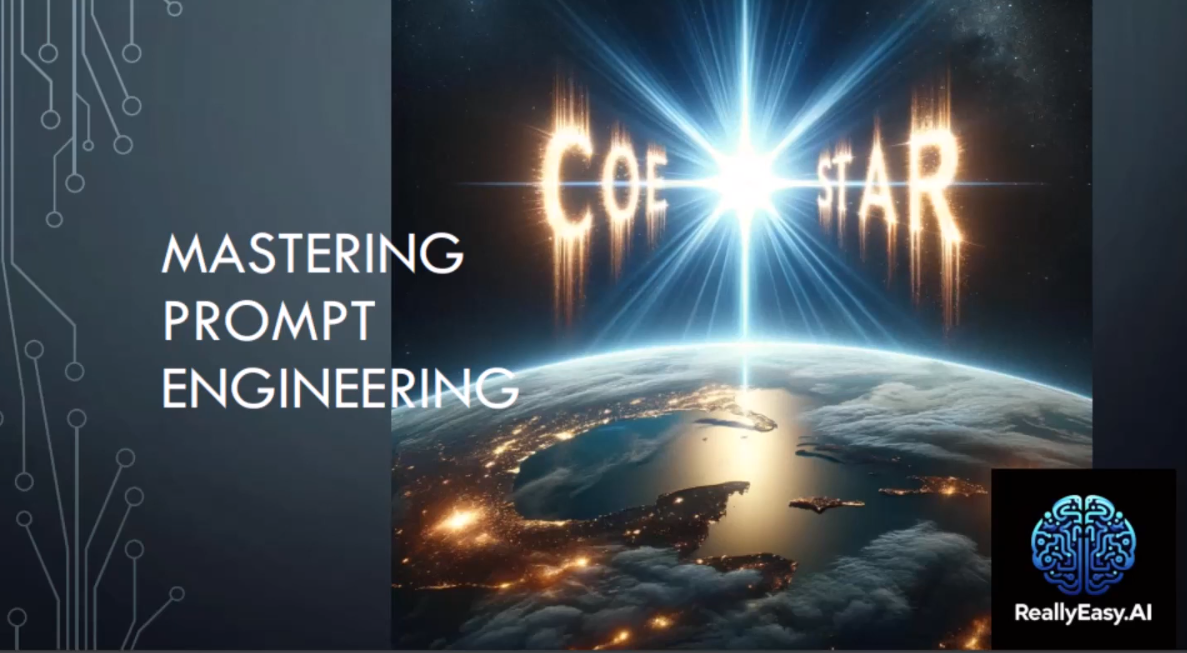 COE STAR
MASTERING
PROMPT
ENGINEERING
ReallyEasy.AI